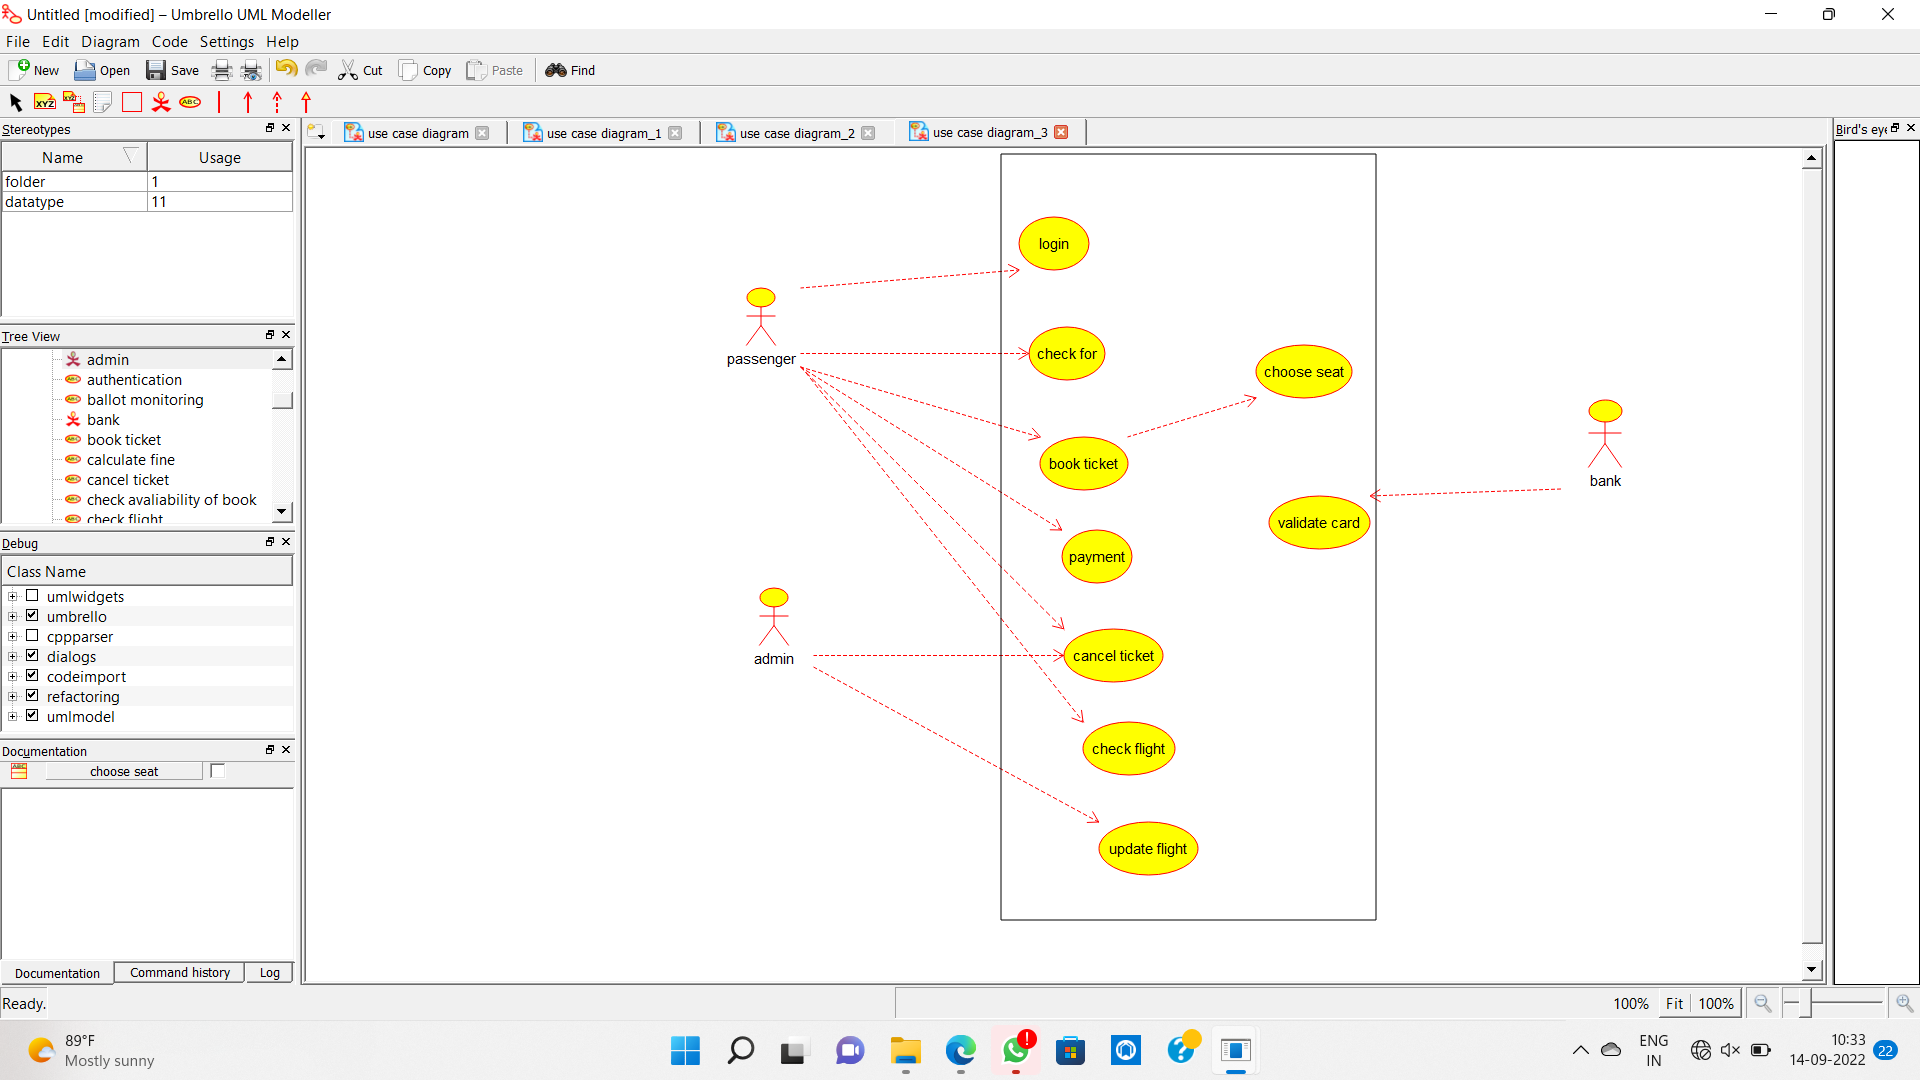 Untitled [modified] – Umbrello UML Modeller
File Edit Diagram Code Settings Help
New Open Save Cut Copy Paste Find
XYZ XYZ ABC
Stereotypes
Name Usage
folder 1
datatype 11
Tree View
admin
authentication
ballot monitoring
bank
book ticket
calculate fine
cancel ticket
check avaliability of book
check flight
Debug
Class Name
umlwidgets
umbrello
cppparser
dialogs
codeimport
refactoring
umlmodel
Documentation
choose seat
Documentation Command history Log
Ready.
use case diagram use case diagram_1 use case diagram_2 use case diagram_3
login
passenger
check for
choose seat
book ticket
bank
validate card
payment
admin
cancel ticket
check flight
update flight
Bird's eye
100% Fit 100%
89°F
Mostly sunny
ENG
IN
10:33
14-09-2022
22